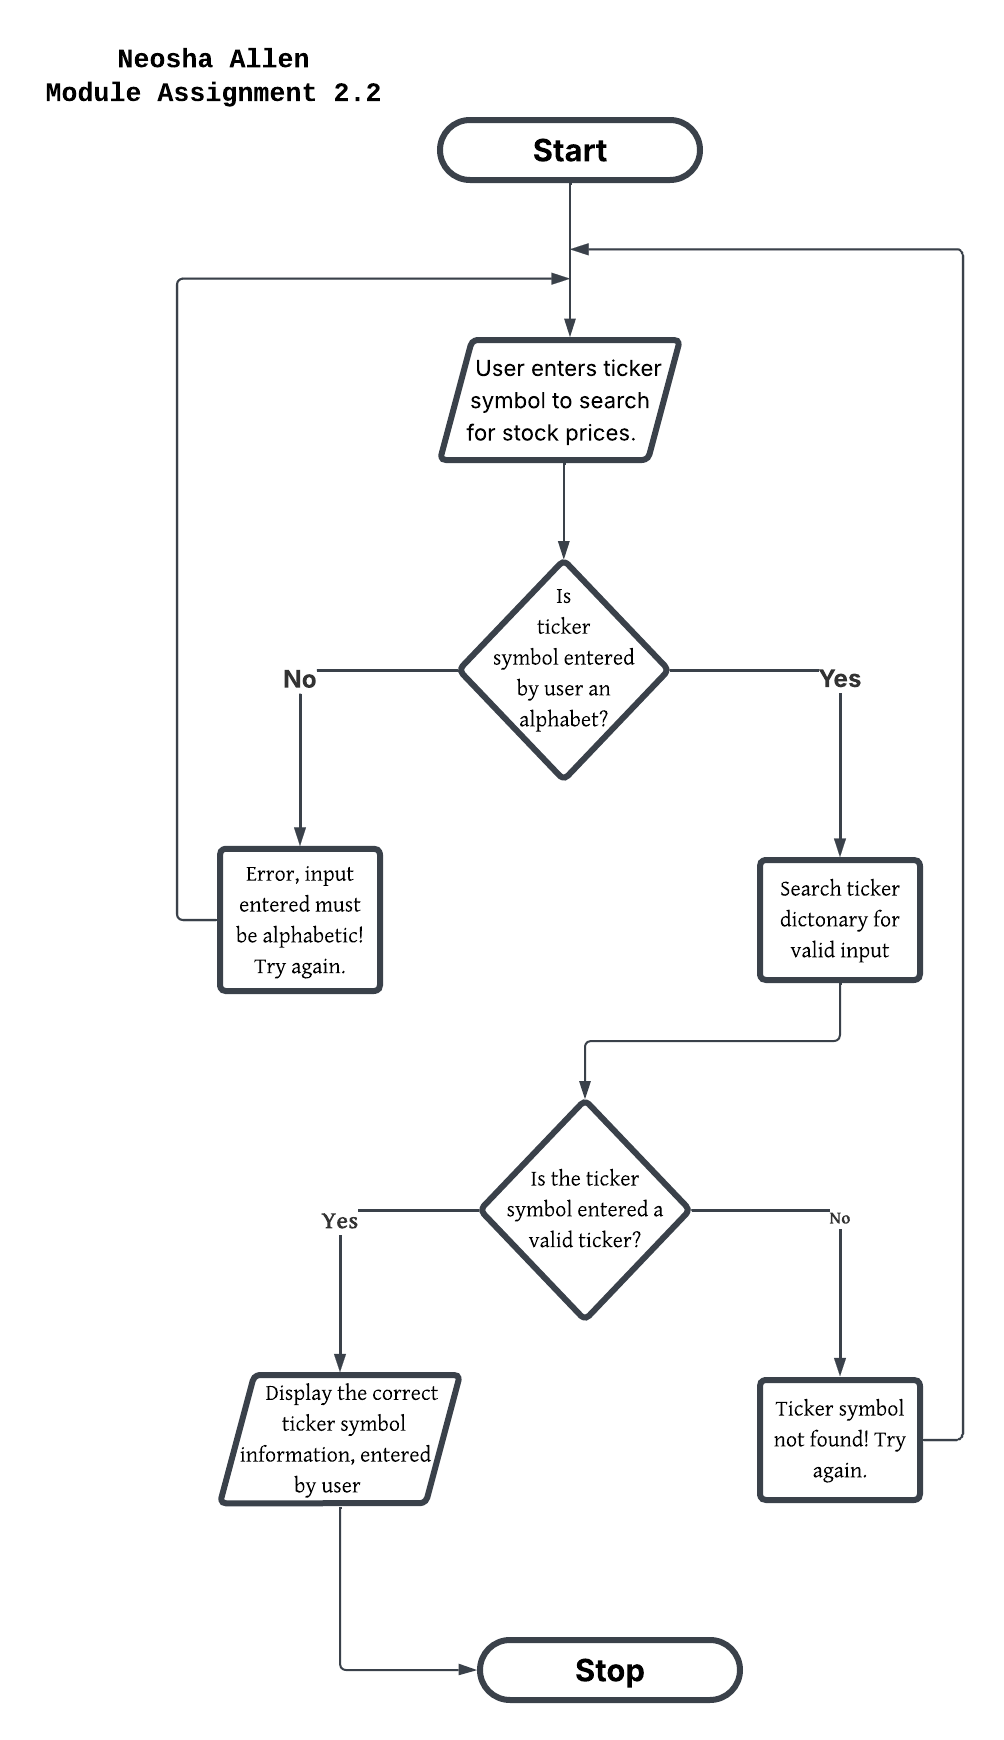 Neosha Allen
Module Assignment 2.2
Start
User enters ticker
symbol to search
for stock prices.
Is
ticker
symbol entered
by user an
alphabet?
No
Yes
Error, input
entered must
be alphabetic!
Try again.
Search ticker
dictonary for
valid input
Is the ticker
symbol entered a
valid ticker?
Yes
No
Display the correct
ticker symbol
information, entered
by user
Ticker symbol
not found! Try
again.
Stop